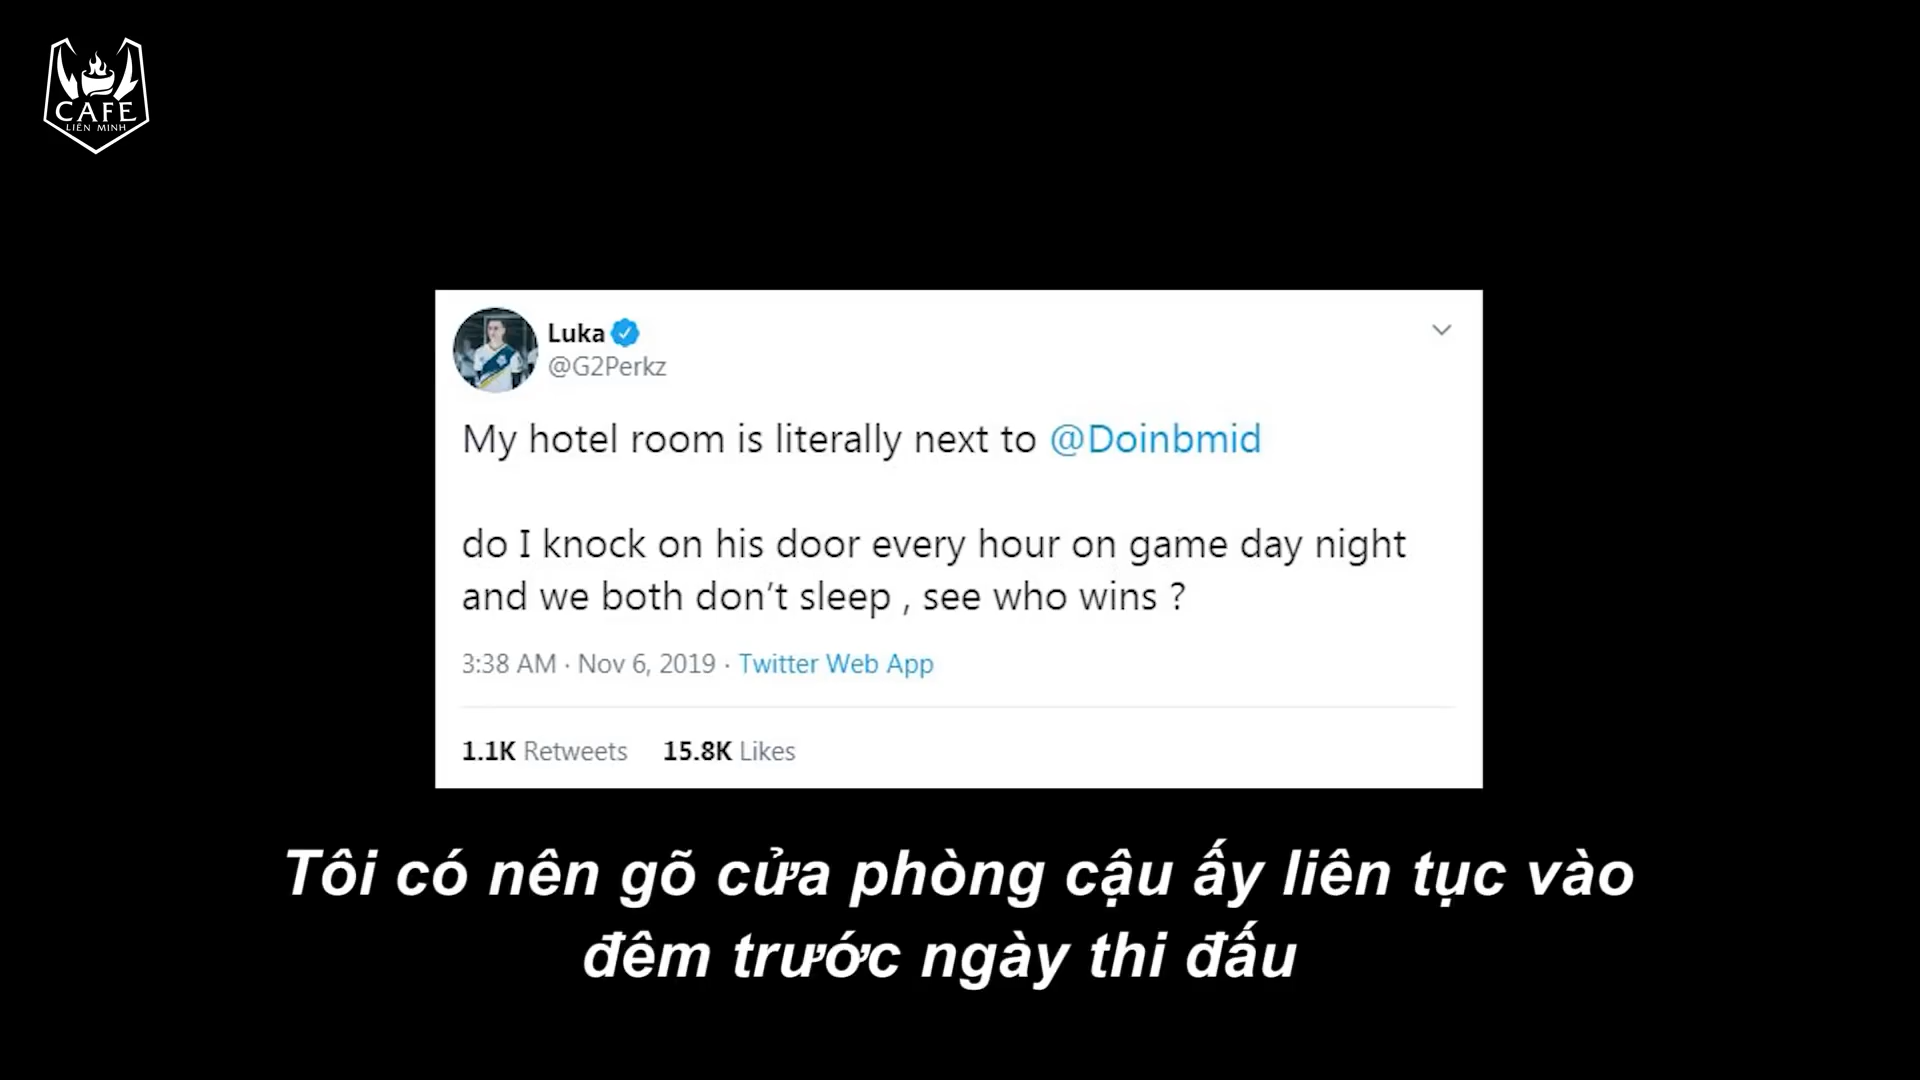 CAFE
LIÊN MINH
Luka
@G2Perkz
My hotel room is literally next to @Doinbmid
do I knock on his door every hour on game day night
and we both don't sleep , see who wins ?
3:38 AM · Nov 6, 2019 · Twitter Web App
1.1K Retweets 15.8K Likes
Tôi có nên gõ cửa phòng cậu ấy liên tục vào
đêm trước ngày thi đấu